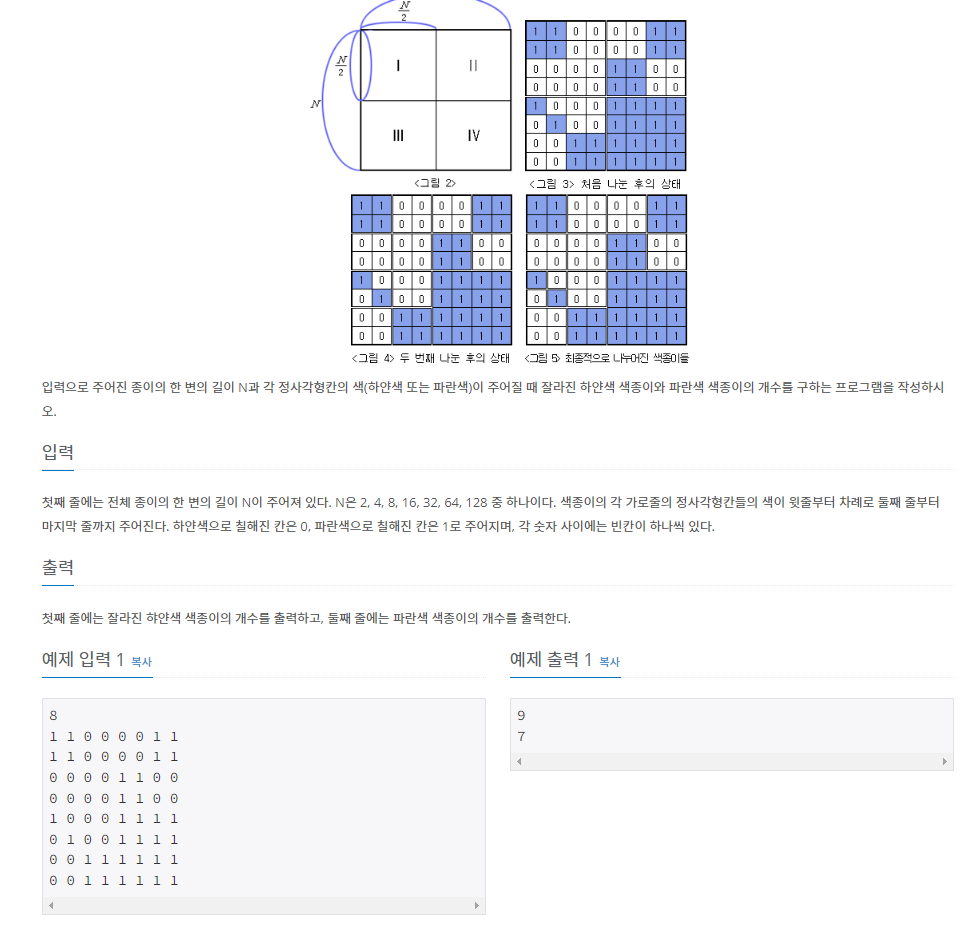 N
2
N
2
N
I
II
III
IV
<그림 2>
1 1 0 0 0 0 1 1
1 1 0 0 0 0 1 1
0 0 0 0 1 1 0 0
0 0 0 0 1 1 0 0
1 0 0 0 1 1 1 1
0 1 0 0 1 1 1 1
0 0 1 1 1 1 1 1
0 0 1 1 1 1 1 1
<그림 3> 처음 나눈 후의 상태
1 1 0 0 0 0 1 1
1 1 0 0 0 0 1 1
0 0 0 0 1 1 0 0
0 0 0 0 1 1 0 0
1 0 0 0 1 1 1 1
0 1 0 0 1 1 1 1
0 0 1 1 1 1 1 1
0 0 1 1 1 1 1 1
<그림 4> 두 번째 나눈 후의 상태
1 1 0 0 0 0 1 1
1 1 0 0 0 0 1 1
0 0 0 0 1 1 0 0
0 0 0 0 1 1 0 0
1 0 0 0 1 1 1 1
0 1 0 0 1 1 1 1
0 0 1 1 1 1 1 1
0 0 1 1 1 1 1 1
<그림 5> 최종적으로 나누어진 색종이들
입력으로 주어진 종이의 한 변의 길이 N과 각 정사각형칸의 색(하얀색 또는 파란색)이 주어질 때 잘라진 하얀색 색종이와 파란색 색종이의 개수를 구하는 프로그램을 작성하시
오.
입력
첫째 줄에는 전체 종이의 한 변의 길이 N이 주어져 있다. N은 2, 4, 8, 16, 32, 64, 128 중 하나이다. 색종이의 각 가로줄의 정사각형칸들의 색이 윗줄부터 차례로 둘째 줄부터
마지막 줄까지 주어진다. 하얀색으로 칠해진 칸은 0, 파란색으로 칠해진 칸은 1로 주어지며, 각 숫자 사이에는 빈칸이 하나씩 있다.
출력
첫째 줄에는 잘라진 햐얀색 색종이의 개수를 출력하고, 둘째 줄에는 파란색 색종이의 개수를 출력한다.
예제 입력 1 복사
8
1 1 0 0 0 0 1 1
1 1 0 0 0 0 1 1
0 0 0 0 1 1 0 0
0 0 0 0 1 1 0 0
1 0 0 0 1 1 1 1
0 1 0 0 1 1 1 1
0 0 1 1 1 1 1 1
0 0 1 1 1 1 1 1
예제 출력 1 복사
9
7